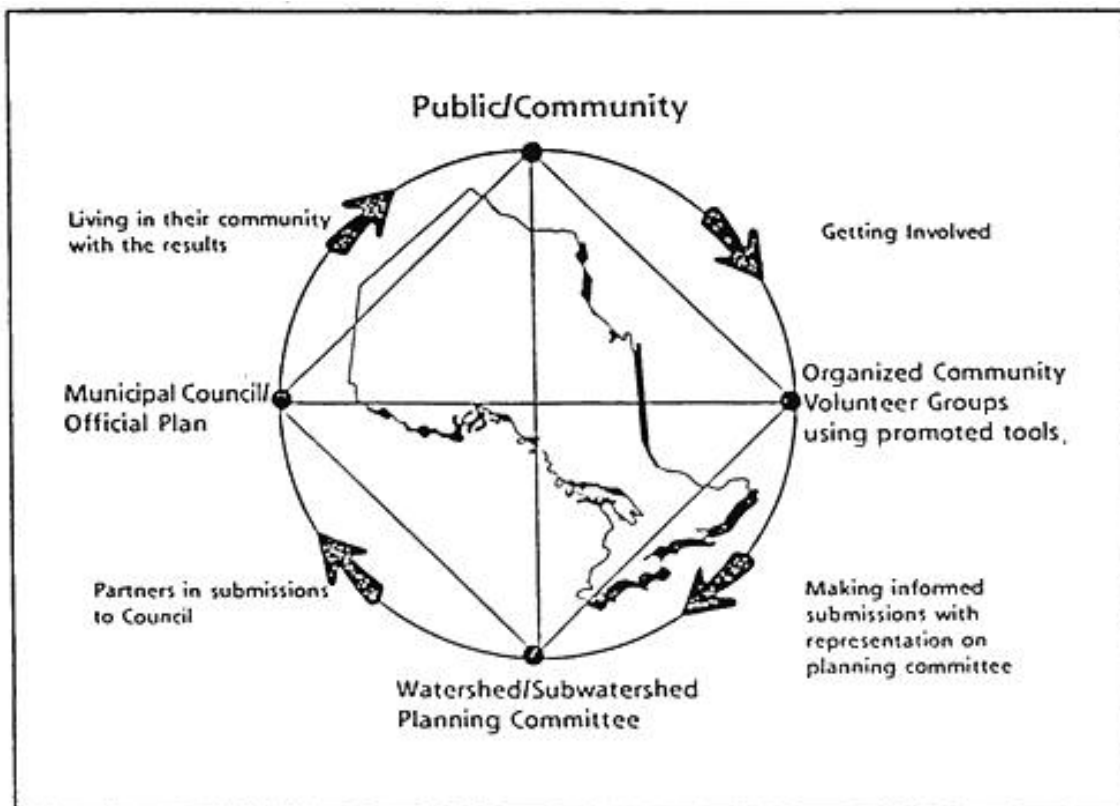 Public/Community
Living in their community
with the results
Getting Involved
Municipal Council/
Official Plan
Organized Community
Volunteer Groups
using promoted tools.
Partners in submissions
to Council
Making informed
submissions with
representation on
planning committee
Watershed/Subwatershed
Planning Committee